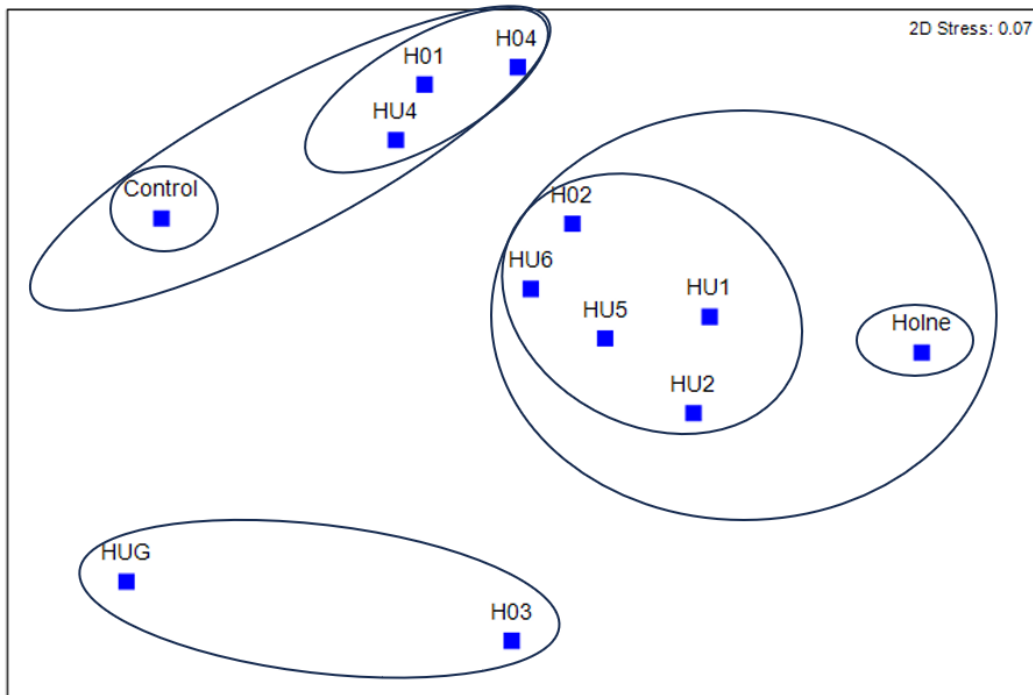 2D Stress: 0.07
H04
H01
HU4
Control
H02
HU6
HU1
HU5
Holne
HU2
HUG
H03